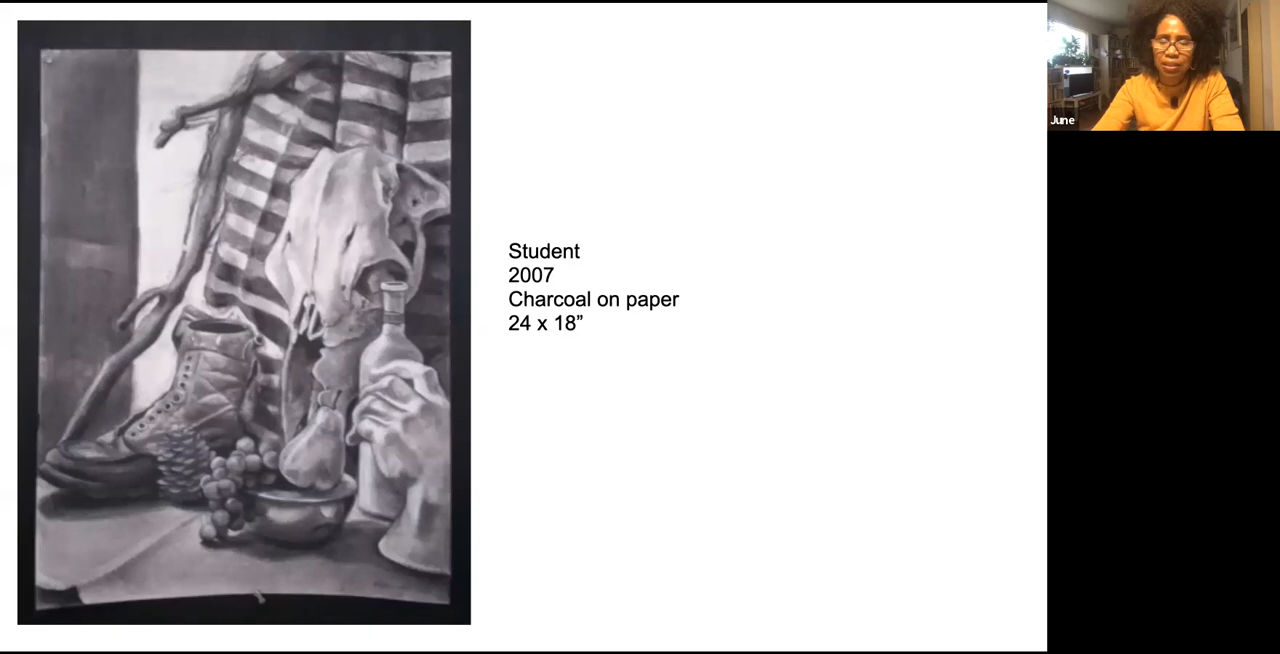 Student
2007
Charcoal on paper
24 x 18”
June